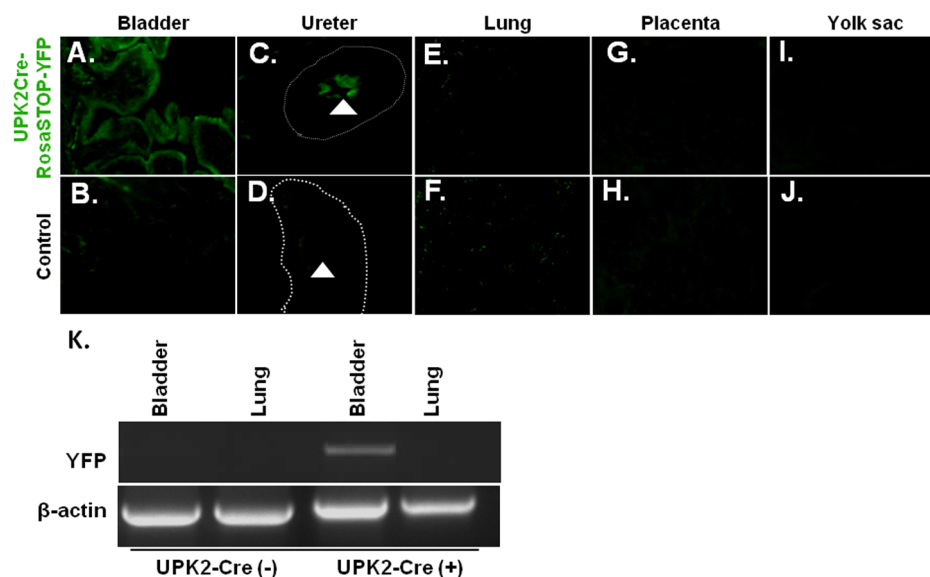 Bladder Ureter Lung Placenta Yolk sac
UPK2Cre-
RosaSTOP-YFP
A. C. E. G. I.
Control
B. D. F. H. J.
K.
Bladder Lung Bladder Lung
YFP
β-actin
UPK2-Cre (-) UPK2-Cre (+)